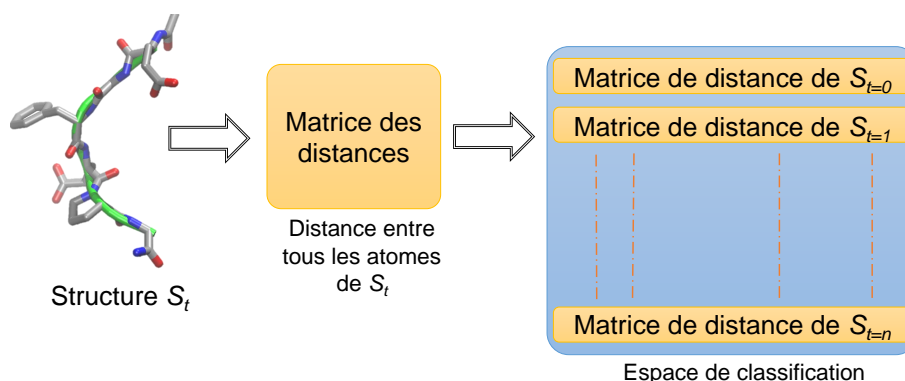 Structure St
Matrice des
distances
Distance entre
tous les atomes
de St
Matrice de distance de St=0
Matrice de distance de St=1
Matrice de distance de St=n
Espace de classification